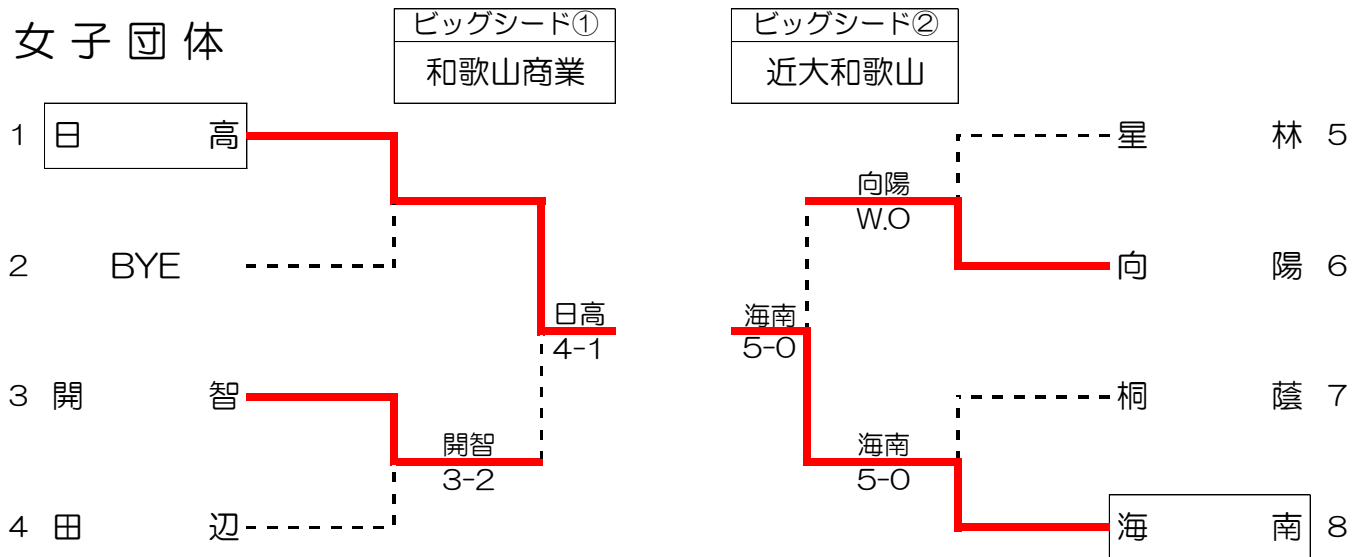 女子団体
ビッグシード①
和歌山商業
ビッグシード②
近大和歌山
1 日高
2 BYE
3 開智
4 田辺
開智
3-2
日高
4-1
海南
5-0
向陽
W.O
海南
5-0
星林 5
向陽 6
桐蔭 7
海南 8